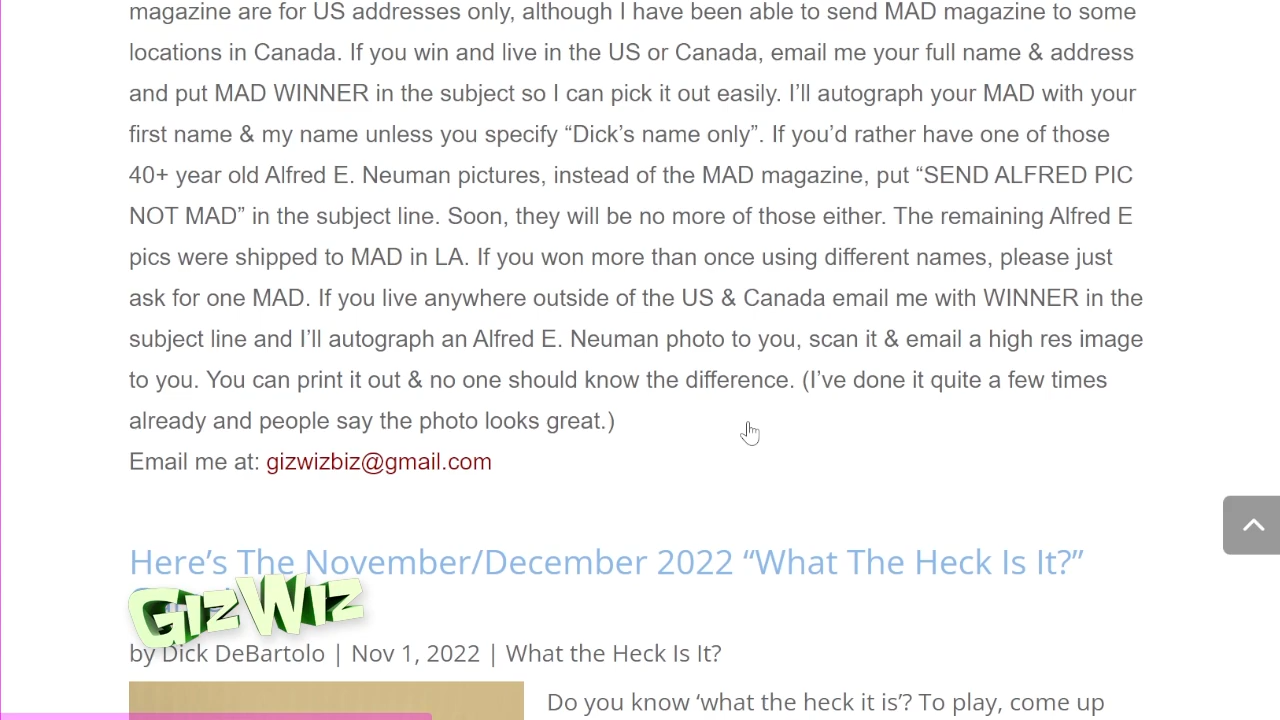 magazine are for US addresses only, although I have been able to send MAD magazine to some
locations in Canada. If you win and live in the US or Canada, email me your full name & address
and put MAD WINNER in the subject so I can pick it out easily. I’ll autograph your MAD with your
first name & my name unless you specify “Dick’s name only”. If you’d rather have one of those
40+ year old Alfred E. Neuman pictures, instead of the MAD magazine, put “SEND ALFRED PIC
NOT MAD” in the subject line. Soon, they will be no more of those either. The remaining Alfred E
pics were shipped to MAD in LA. If you won more than once using different names, please just
ask for one MAD. If you live anywhere outside of the US & Canada email me with WINNER in the
subject line and I’ll autograph an Alfred E. Neuman photo to you, scan it & email a high res image
to you. You can print it out & no one should know the difference. (I’ve done it quite a few times
already and people say the photo looks great.)
Email me at: gizwizbiz@gmail.com
Here’s The November/December 2022 “What The Heck Is It?”
GIZWIZ
by Dick DeBartolo | Nov 1, 2022 | What the Heck Is It?
Do you know ‘what the heck it is’? To play, come up